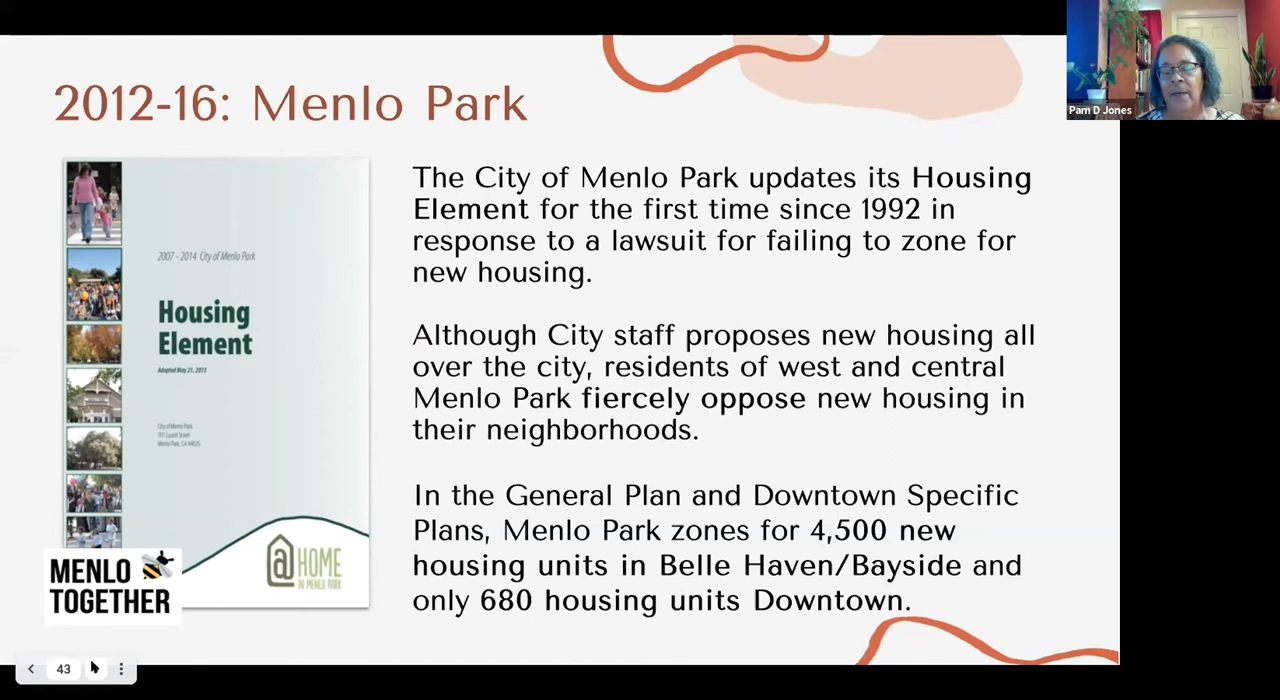 Pam D Jones
2012-16: Menlo Park
2007 - 2014 City of Menlo Park
Housing
Element
Adopted May 21, 2013
City of Menlo Park
701 Laurel Street
Menlo Park, CA 94025
@HOME
IN MENLO PARK
MENLO
TOGETHER
The City of Menlo Park updates its Housing
Element for the first time since 1992 in
response to a lawsuit for failing to zone for
new housing.
Although City staff proposes new housing all
over the city, residents of west and central
Menlo Park fiercely oppose new housing in
their neighborhoods.
In the General Plan and Downtown Specific
Plans, Menlo Park zones for 4,500 new
housing units in Belle Haven/Bayside and
only 680 housing units Downtown.
43